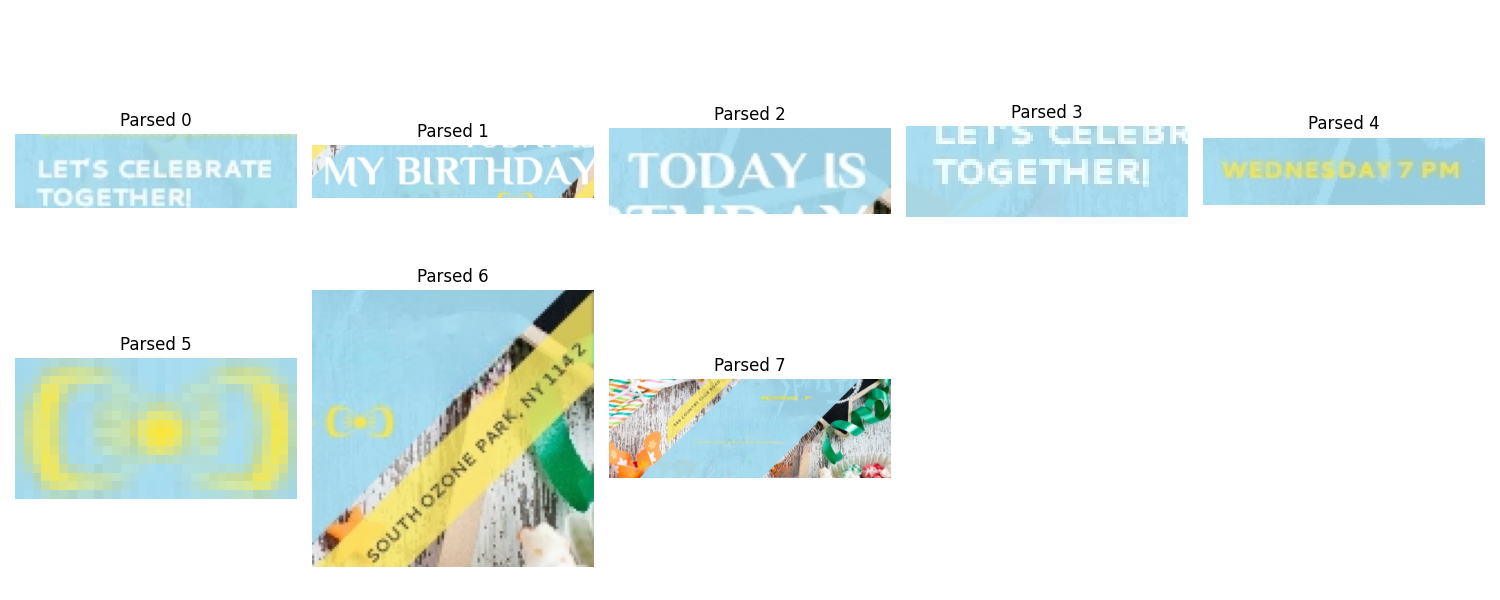 Parsed 0
LET'S CELEBRATE
TOGETHER!
Parsed 1
MY BIRTHDAY
Parsed 2
TODAY IS
Parsed 3
LET'S CELEBR
TOGETHER!
Parsed 4
WEDNESDAY 7 PM
Parsed 5
Parsed 6
SOUTH OZONE PARK, NY 1142
Parsed 7